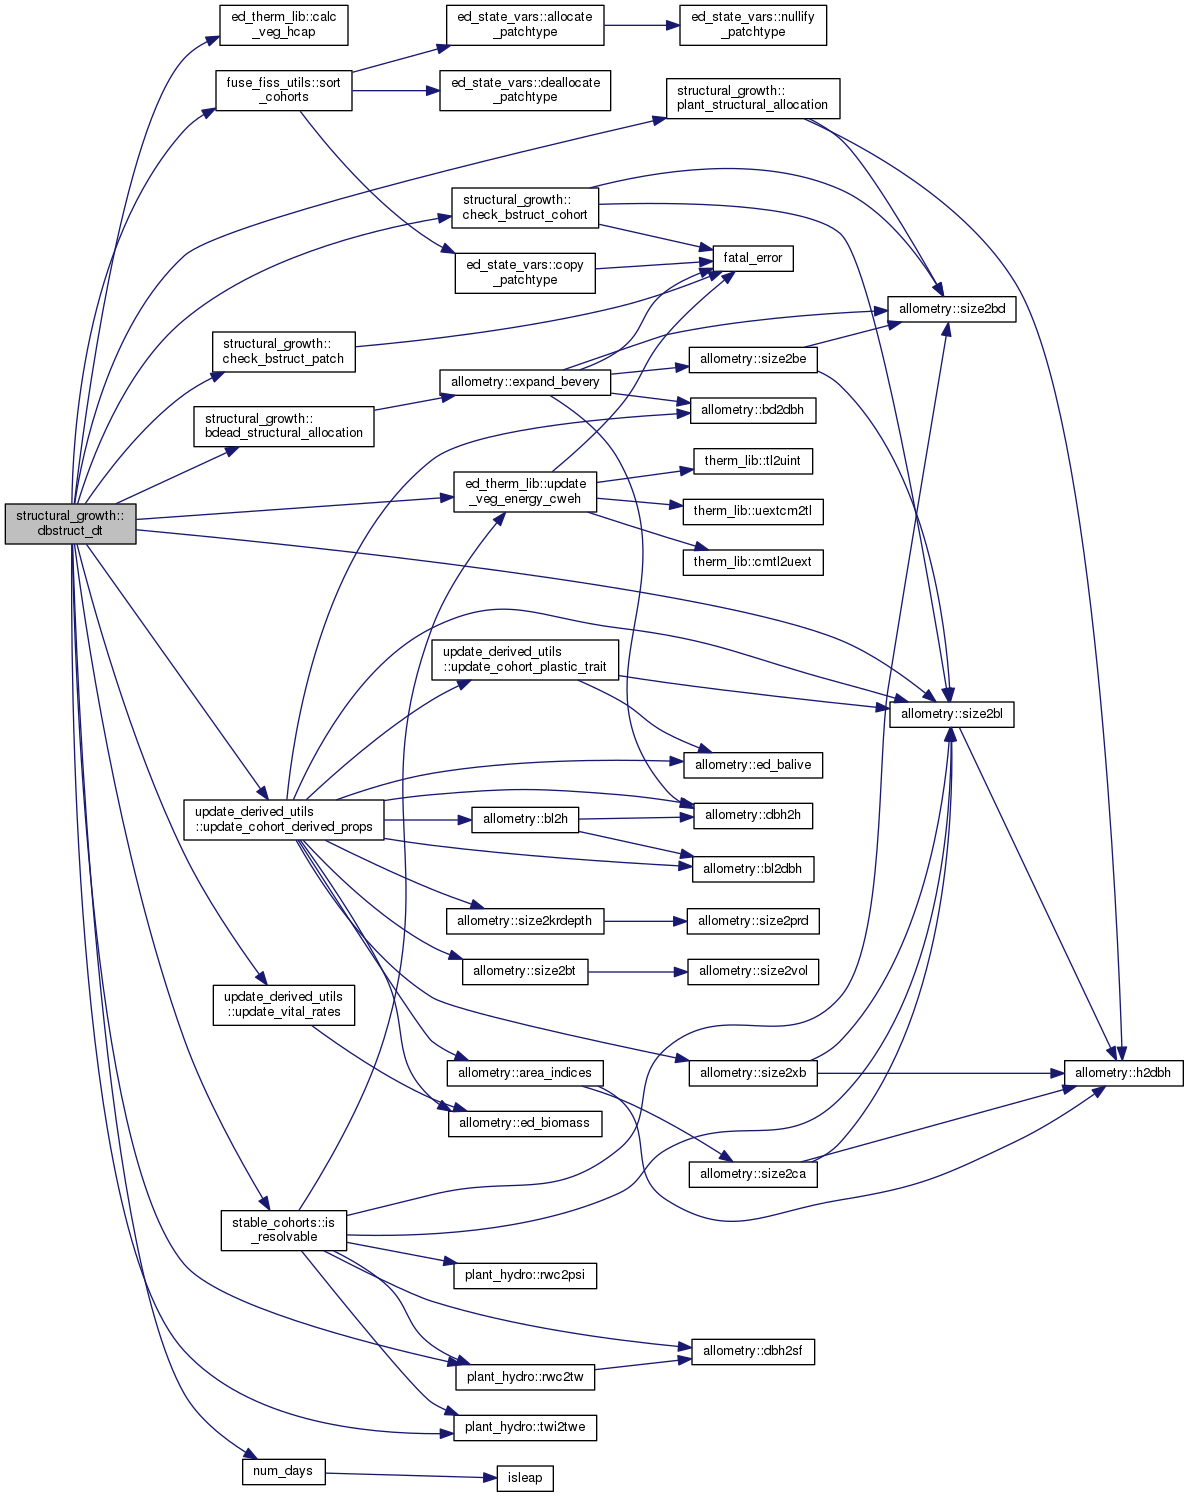 ed_therm_lib::calc
_veg_hcap
ed_state_vars::allocate
_patchtype
ed_state_vars::nullify
_patchtype
fuse_fiss_utils::sort
_cohorts
ed_state_vars::deallocate
_patchtype
structural_growth::
plant_structural_allocation
structural_growth::
check_bstruct_cohort
fatal_error
ed_state_vars::copy
_patchtype
allometry::size2bd
structural_growth::
check_bstruct_patch
allometry::size2be
allometry::expand_bevery
allometry::bd2dbh
structural_growth::
bdead_structural_allocation
therm_lib::tl2uint
ed_therm_lib::update
_veg_energy_cweh
therm_lib::uextcm2tl
structural_growth::
dbstruct_dt
therm_lib::cmtl2uext
update_derived_utils
::update_cohort_plastic_trait
allometry::size2bl
allometry::ed_balive
update_derived_utils
::update_cohort_derived_props
allometry::bl2h
allometry::dbh2h
allometry::bl2dbh
allometry::size2krdepth
allometry::size2prd
allometry::size2bt
allometry::size2vol
update_derived_utils
::update_vital_rates
allometry::area_indices
allometry::size2xb
allometry::h2dbh
allometry::ed_biomass
allometry::size2ca
stable_cohorts::is
_resolvable
plant_hydro::rwc2psi
allometry::dbh2sf
plant_hydro::rwc2tw
plant_hydro::twi2twe
num_days
isleap